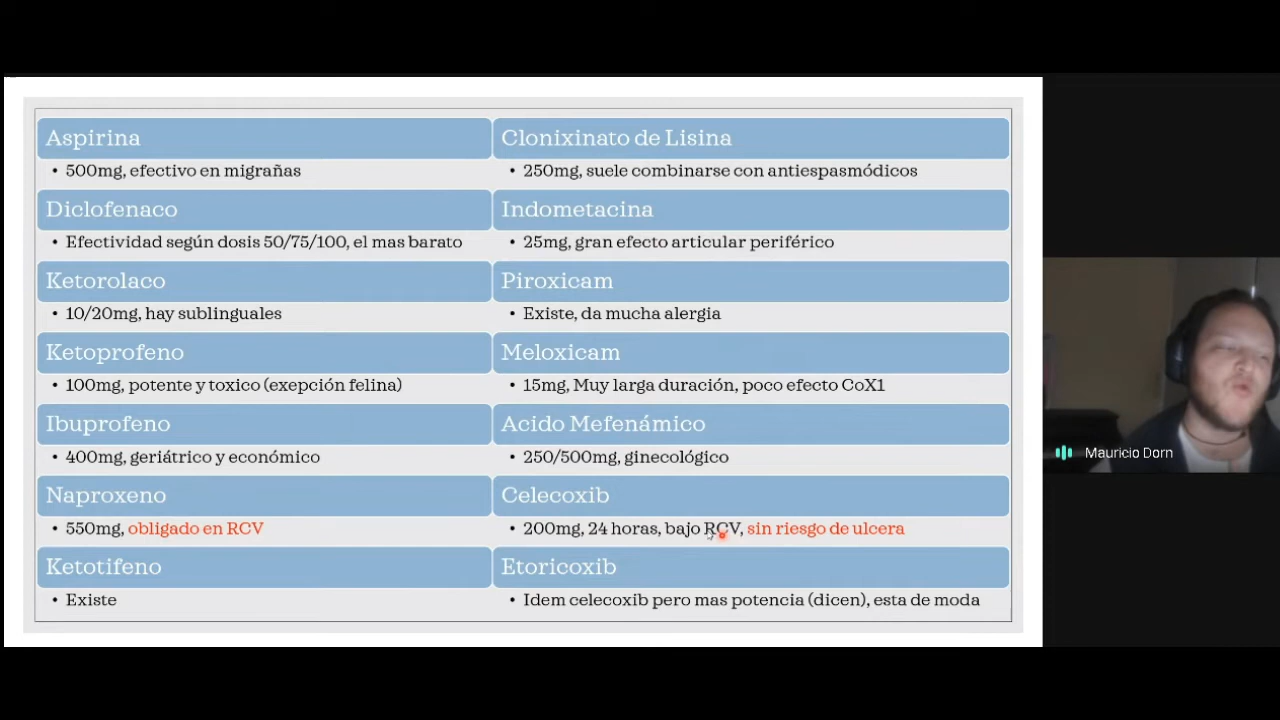 Aspirina
• 500mg, efectivo en migrañas
Diclofenaco
• Efectividad según dosis 50/75/100, el mas barato
Ketorolaco
• 10/20mg, hay sublinguales
Ketoprofeno
• 100mg, potente y toxico (exepción felina)
Ibuprofeno
• 400mg, geriátrico y económico
Naproxeno
• 550mg, obligado en RCV
Ketotifeno
• Existe
Clonixinato de Lisina
• 250mg, suele combinarse con antiespasmódicos
Indometacina
• 25mg, gran efecto articular periférico
Piroxicam
• Existe, da mucha alergia
Meloxicam
• 15mg, Muy larga duración, poco efecto CoX1
Acido Mefenámico
• 250/500mg, ginecológico
Celecoxib
• 200mg, 24 horas, bajo RCV, sin riesgo de ulcera
Etoricoxib
• Idem celecoxib pero mas potencia (dicen), esta de moda
Mauricio Dorn